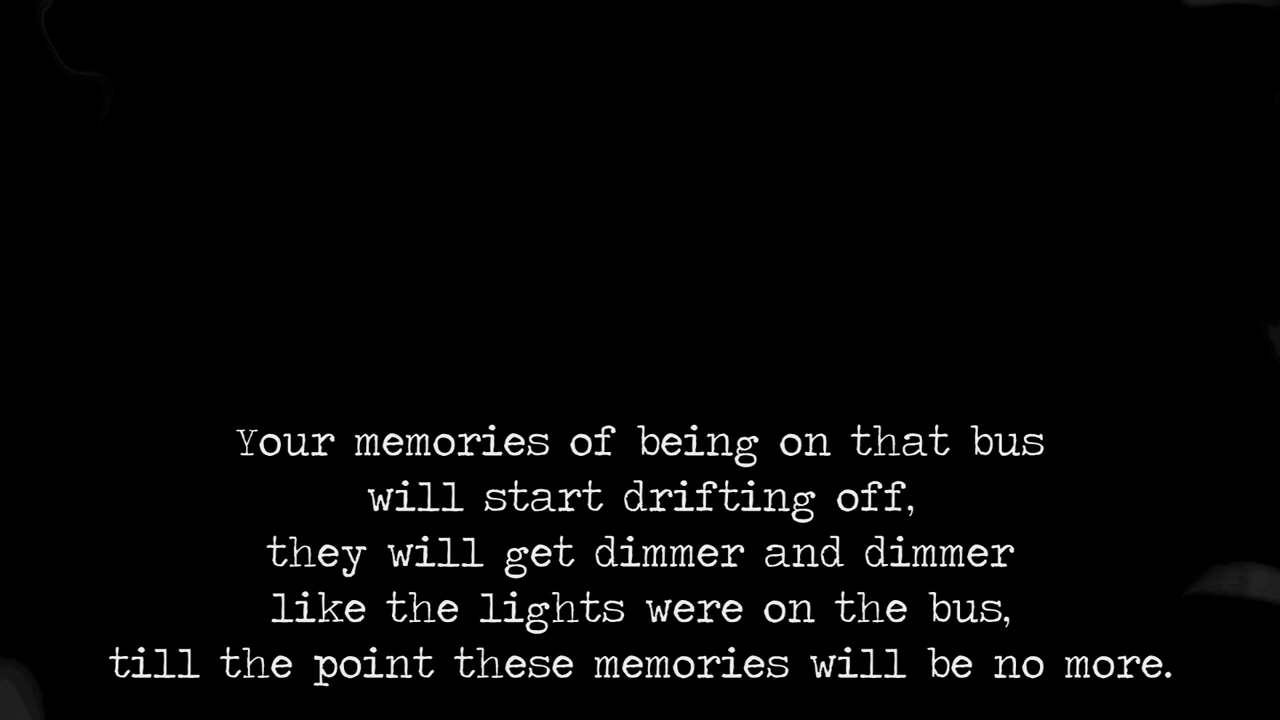 Your memories of being on that bus
will start drifting off,
they will get dimmer and dimmer
like the lights were on the bus,
till the point these memories will be no more.